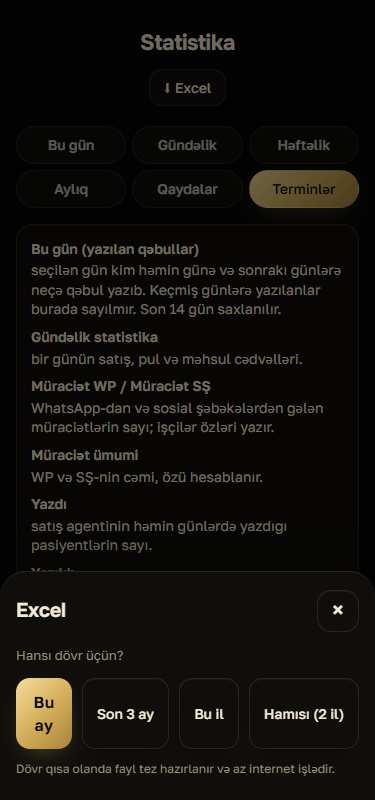 Statistika
⬇ Excel
Bu gün
Gündəlik
Həftəlik
Aylıq
Qaydalar
Terminlər
Bu gün (yazılan qəbullar)
seçilən gün kim həmin günə və sonrakı günlərə
neçə qəbul yazıb. Keçmiş günlərə yazılanlar
burada sayılmır. Son 14 gün saxlanılır.
Gündəlik statistika
bir günün satış, pul və məhsul cədvəlləri.
Müraciət WP / Müraciət SŞ
WhatsApp-dan və sosial şəbəkələrdən gələn
müraciətlərin sayı; işçilər özləri yazır.
Müraciət ümumi
WP və SŞ-nin cəmi, özü hesablanır.
Yazdı
satış agentinin həmin günlərdə yazdığı
pasiyentlərin sayı.
Excel
×
Hansı dövr üçün?
Bu
ay
Son 3 ay
Bu il
Hamısı (2 il)
Dövr qısa olanda fayl tez hazırlanır və az internet işlədir.